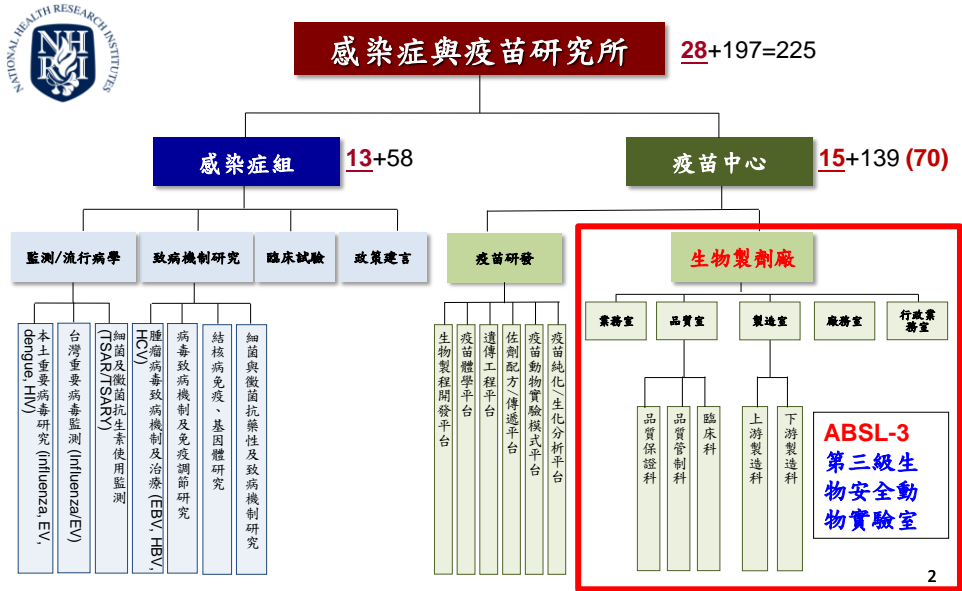 NATIONAL HEALTH RESEARCH INSTITUTES
NH
RI
感染症與疫苗研究所
28+197=225
感染症組
13+58
疫苗中心
15+139 (70)
監測/流行病學
致病機制研究
臨床試驗
政策建言
疫苗研發
生物製劑廠
業務室
品質室
製造室
廠務室
行政業
務室
本土重要病毒研究 (influenza, EV,
dengue, HIV)
台灣重要病毒監測 (Influenza/EV)
細菌及黴菌抗生素使用監測
(TSAR/TSARY)
腫瘤病毒致病機制及治療 (EBV, HBV,
HCV)
病毒致病機制及免疫調節研究
結核病免疫、基因體研究
細菌與黴菌抗藥性及致病機制研究
生物製程開發平台
疫苗體學平台
遺傳工程平台
佐劑配方/傳遞平台
疫苗動物實驗模式平台
疫苗純化/生化分析平台
品質保證科
品質管制科
臨床科
上游製造科
下游製造科
ABSL-3
第三級生
物安全動
物實驗室
2